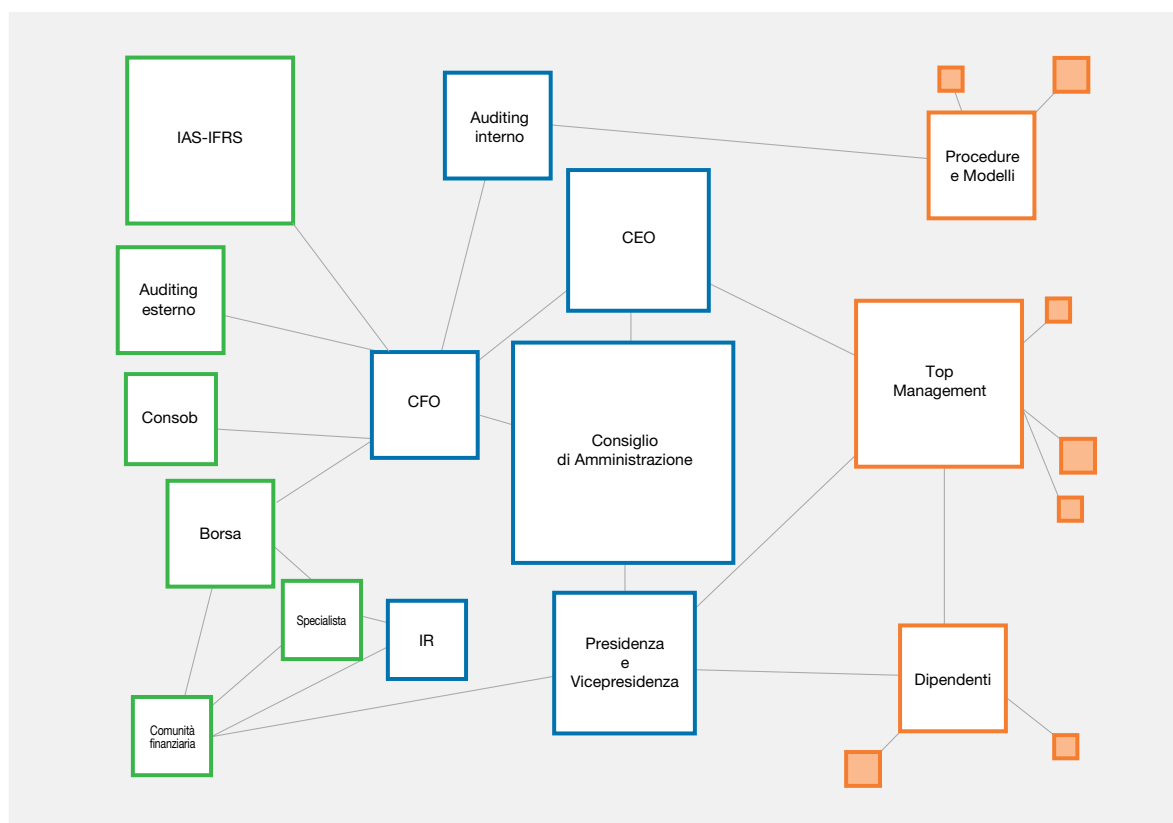 IAS-IFRS
Auditing
interno
Procedure
e Modelli
CEO
Auditing
esterno
Top
Management
CFO
Consob
Consiglio
di Amministrazione
Borsa
Specialista
IR
Presidenza
e
Vicepresidenza
Dipendenti
Comunità
finanziaria